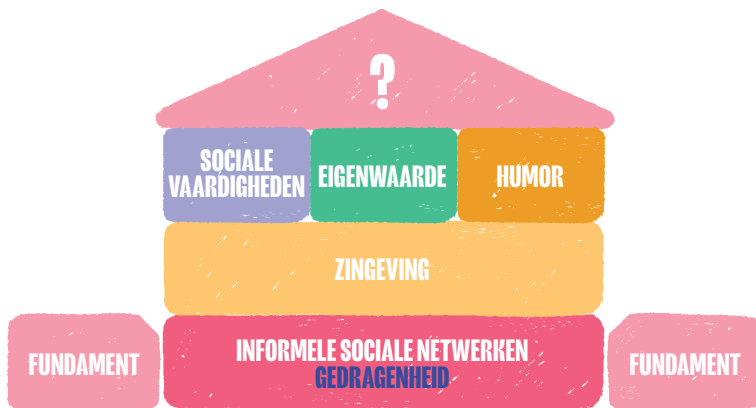 ?
SOCIALE
VAARDIGHEDEN
EIGENWAARDE
HUMOR
ZINGEVING
FUNDAMENT
INFORMELE SOCIALE NETWERKEN
GEDRAGENHEID
FUNDAMENT